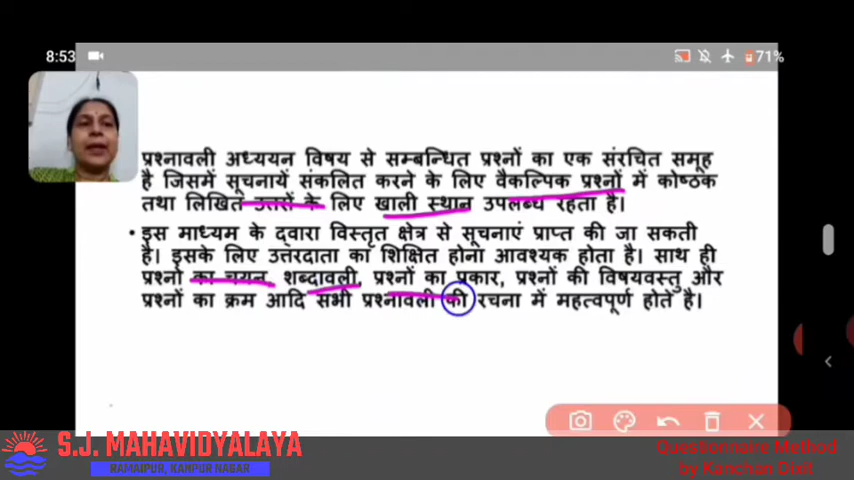 8:53
71%
प्रश्नावली अध्ययन विषय से सम्बन्धित प्रश्नों का एक संरचित समूह
है जिसमें सूचनायें संकलित करने के लिए वैकल्पिक प्रश्नों में कोष्ठक
तथा लिखित उत्तरों के लिए खाली स्थान उपलब्ध रहता है।
• इस माध्यम के द्वारा विस्तृत क्षेत्र से सूचनाएं प्राप्त की जा सकती
है। इसके लिए उत्तरदाता का शिक्षित होना आवश्यक होता है। साथ ही
प्रश्नो का चयन, शब्दावली, प्रश्नों का प्रकार, प्रश्नों की विषयवस्तु और
प्रश्नों का क्रम आदि सभी प्रश्नावली की रचना में महत्वपूर्ण होते है।
S.J. MAHAVIDYALAYA
RAMAIPUR, KANPUR NAGAR
Questionnaire Method
by Kanchan Dixit